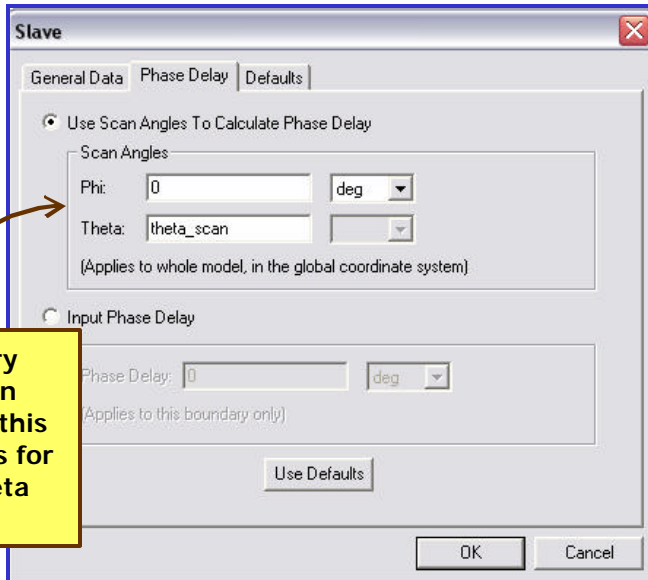 Slave
General Data Phase Delay Defaults
Use Scan Angles To Calculate Phase Delay
Scan Angles
Phi: 0 deg
Theta: theta_scan
(Applies to whole model, in the global coordinate system)
Input Phase Delay
Phase Delay: 0 deg
(Applies to this boundary only)
this
for
Use Defaults
OK Cancel